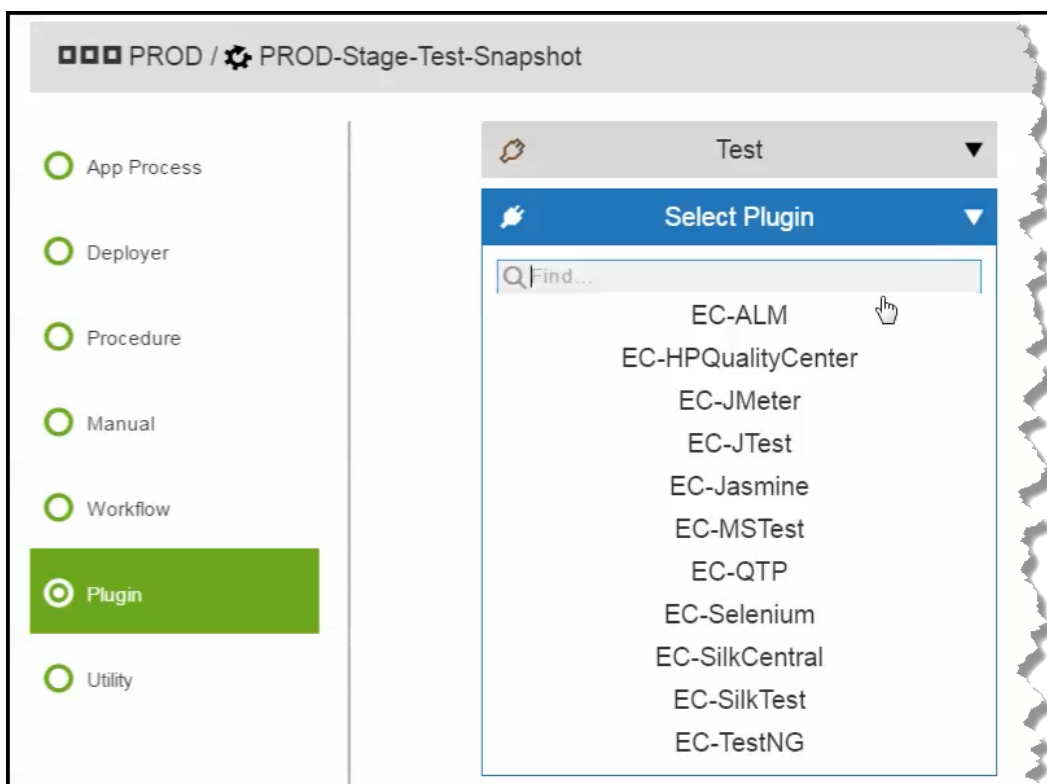 PROD / PROD-Stage-Test-Snapshot
App Process
Deployer
Procedure
Manual
Workflow
Plugin
Utility
Test
Select Plugin
Find...
EC-ALM
EC-HPQualityCenter
EC-JMeter
EC-JTest
EC-Jasmine
EC-MSTest
EC-QTP
EC-Selenium
EC-SilkCentral
EC-SilkTest
EC-TestNG